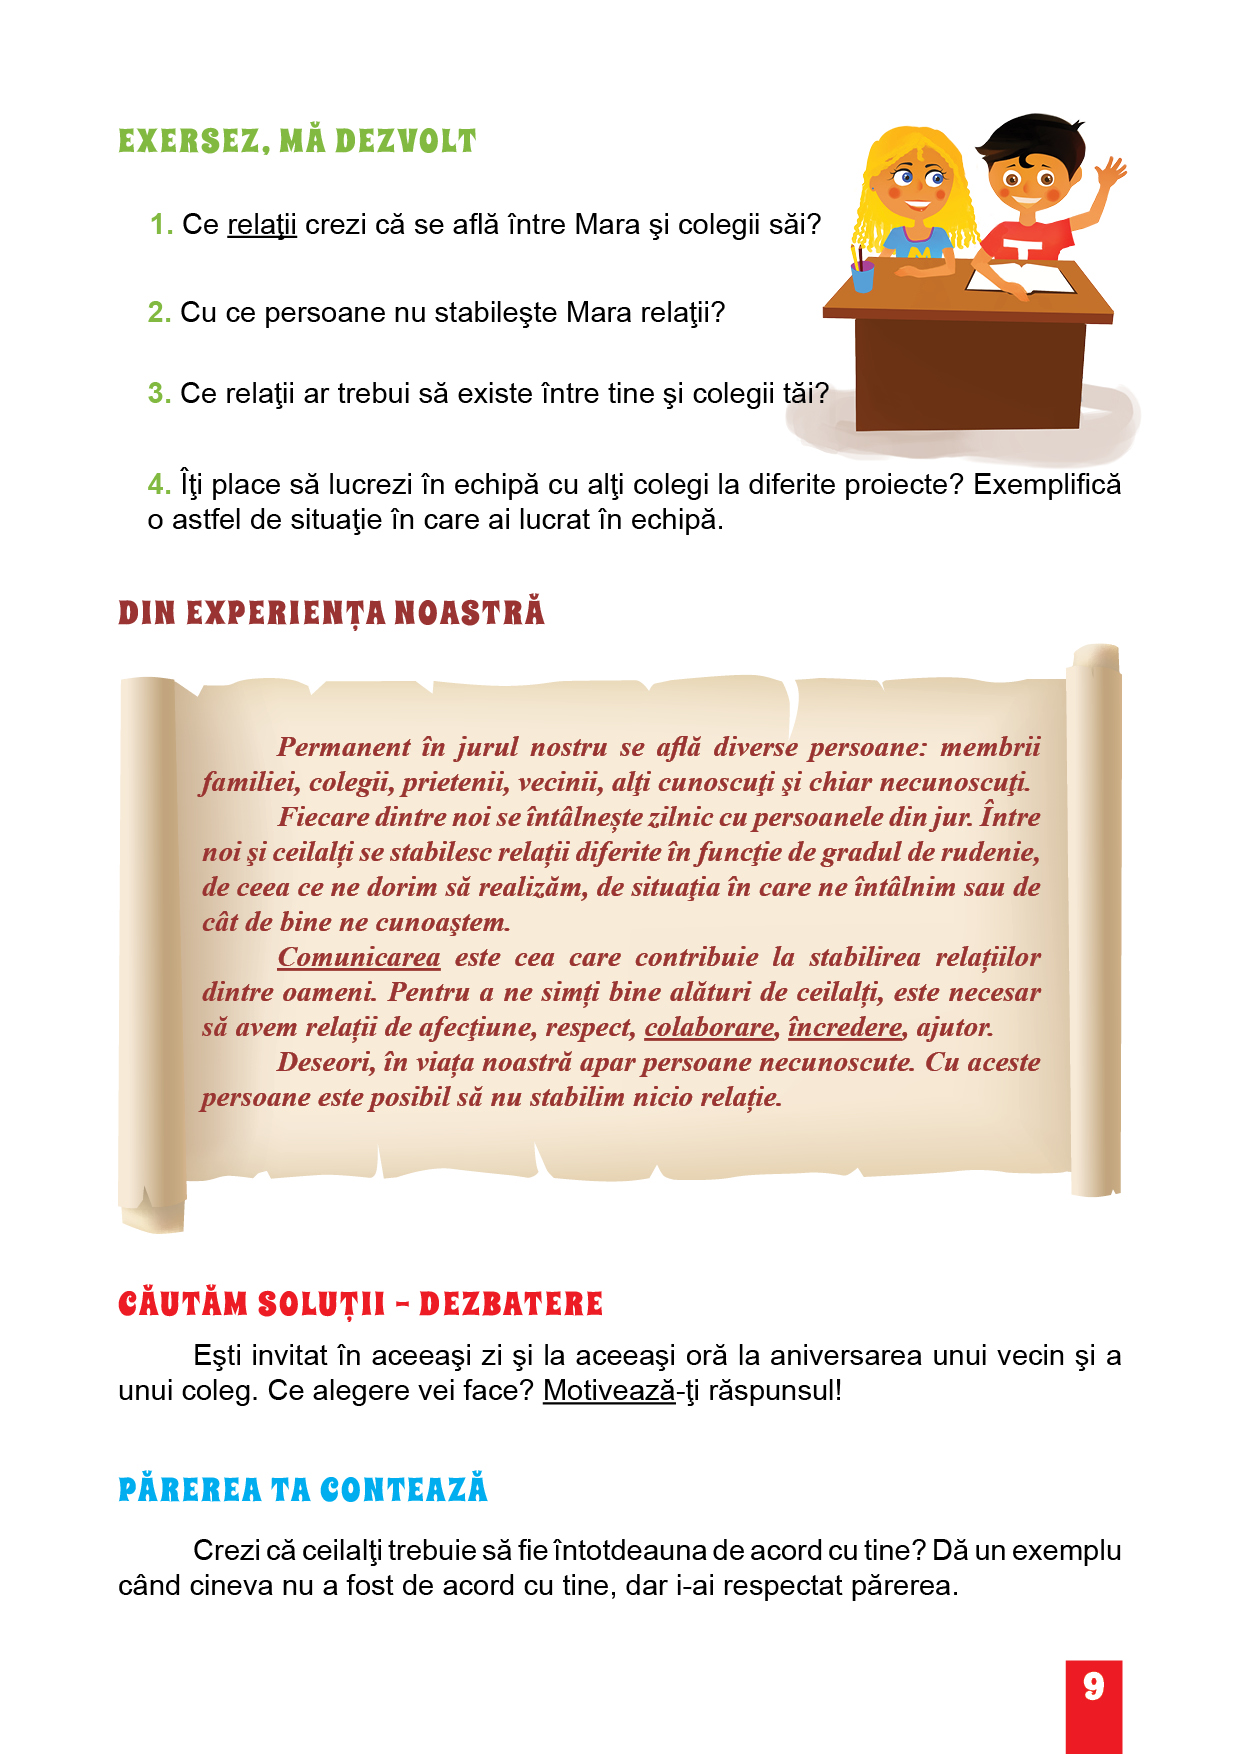 EXERSEZ, MĂ DEZVOLT
1. Ce relaţii crezi că se află între Mara şi colegii săi?
2. Cu ce persoane nu stabileşte Mara relaţii?
3. Ce relaţii ar trebui să existe între tine şi colegii tăi?
4. Îţi place să lucrezi în echipă cu alţi colegi la diferite proiecte? Exemplifică
o astfel de situaţie în care ai lucrat în echipă.
M
T
DIN EXPERIENȚA NOASTRĂ
Permanent în jurul nostru se află diverse persoane: membrii
familiei, colegii, prietenii, vecinii, alţi cunoscuţi şi chiar necunoscuţi.
Fiecare dintre noi se întâlnește zilnic cu persoanele din jur. Între
noi şi ceilalți se stabilesc relații diferite în funcţie de gradul de rudenie,
de ceea ce ne dorim să realizăm, de situaţia în care ne întâlnim sau de
cât de bine ne cunoaştem.
Comunicarea este cea care contribuie la stabilirea relațiilor
dintre oameni. Pentru a ne simți bine alături de ceilalți, este necesar
să avem relații de afecţiune, respect, colaborare, încredere, ajutor.
Deseori, în viața noastră apar persoane necunoscute. Cu aceste
persoane este posibil să nu stabilim nicio relație.
CĂUTĂM SOLUȚII – DEZBATERE
Eşti invitat în aceeaşi zi şi la aceeaşi oră la aniversarea unui vecin şi a
unui coleg. Ce alegere vei face? Motivează-ţi răspunsul!
PĂREREA TA CONTEAZĂ
Crezi că ceilalţi trebuie să fie întotdeauna de acord cu tine? Dă un exemplu
când cineva nu a fost de acord cu tine, dar i-ai respectat părerea.
9